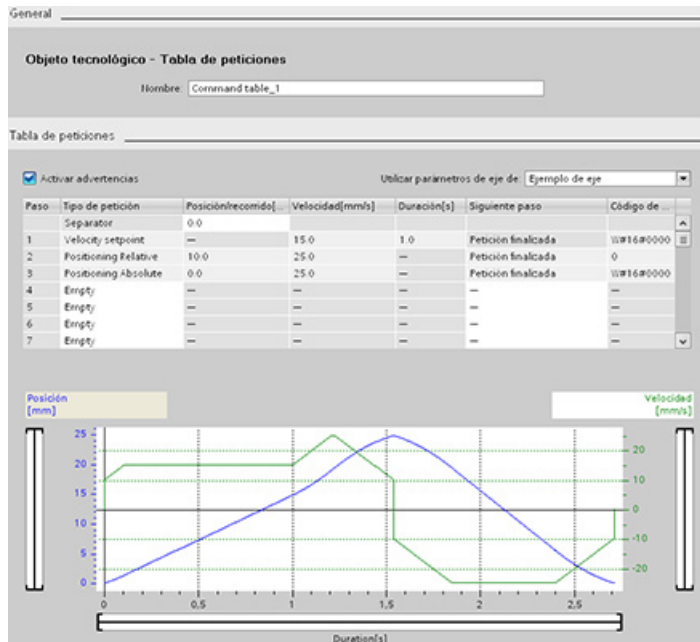 General
Objeto tecnológico - Tabla de peticiones
Nombre: Command table_1
Tabla de peticiones
Activar advertencias Utilizar parámetros de eje de: Ejemplo de eje
Paso Tipo de petición Posición/recorrido[... Velocidad[mm/s] Duración[s] Siguiente paso Código de ...
Separator 0.0
1 Velocity setpoint — 15.0 1.0 Petición finalizada W#16#0000
2 Positioning Relative 10.0 25.0 — Petición finalizada 0
3 Positioning Absolute 0.0 25.0 — Petición finalizada W#16#0000
4 Empty — — — — —
5 Empty — — — — —
6 Empty — — — — —
7 Empty — — — — —
Posición
[mm]
Velocidad
[mm/s]
25
20 20
15 10
10 0
5 -10
0 -20
0 0,5 1 1,5 2 2,5
Duration[s]